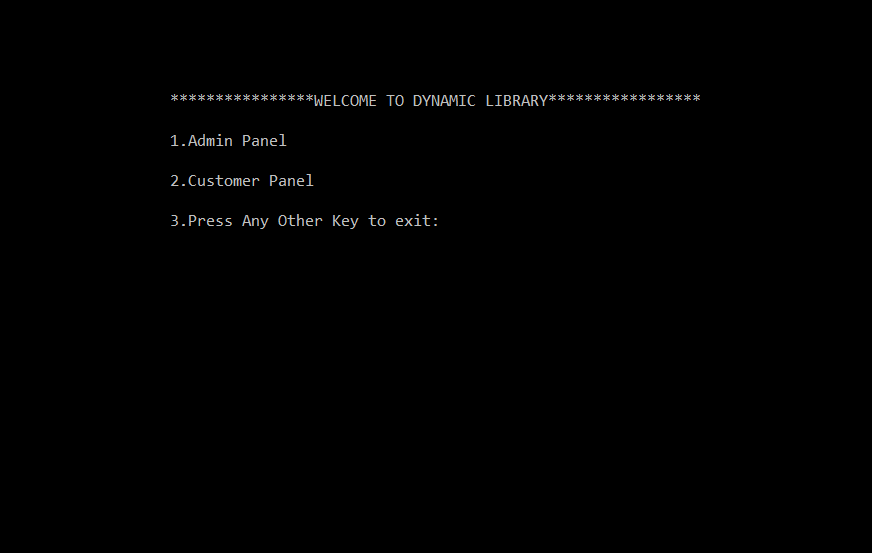 ****************WELCOME TO DYNAMIC LIBRARY*****************
1.Admin Panel
2.Customer Panel
3.Press Any Other Key to exit: